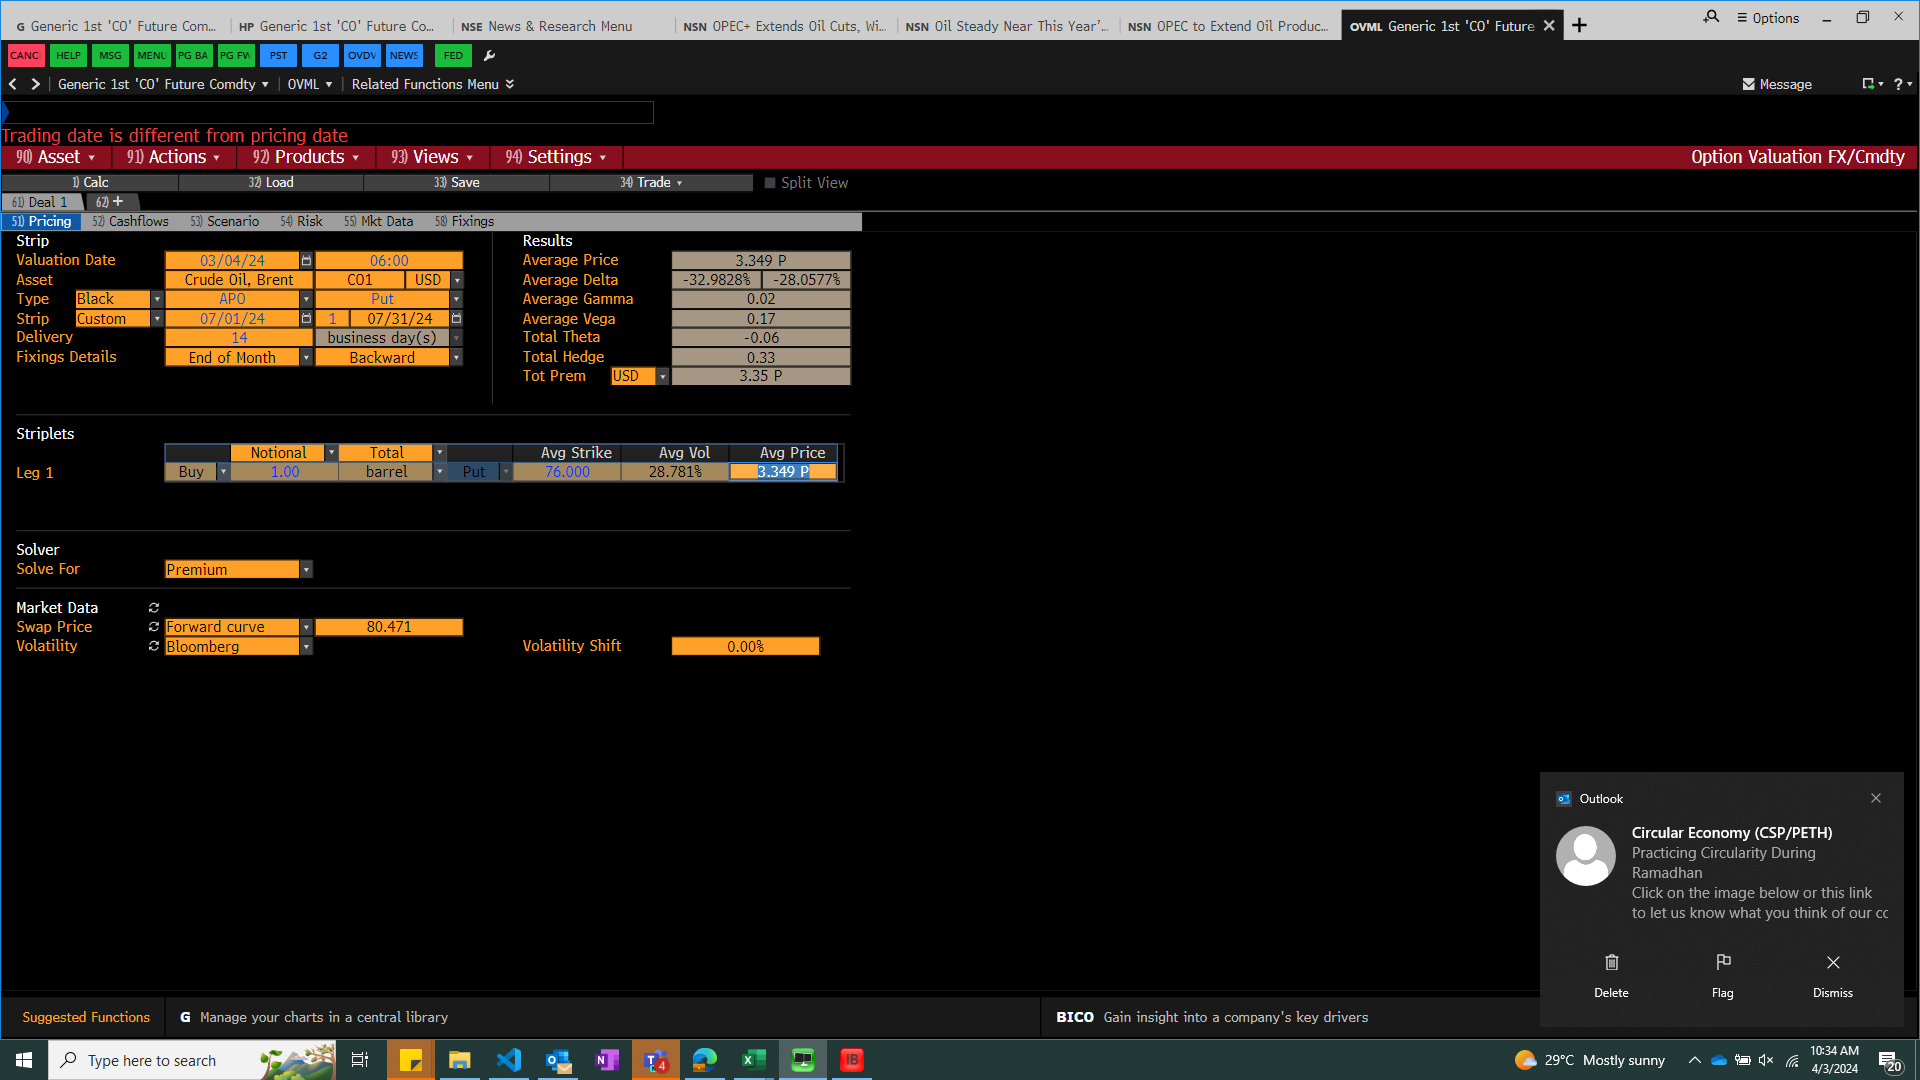 G Generic 1st 'CO' Future Com... HP Generic 1st 'CO' Future Co... NSE News & Research Menu NSN OPEC+ Extends Oil Cuts, Wi... NSN Oil Steady Near This Year'... NSN OPEC to Extend Oil Produc... OVML Generic 1st 'CO' Future Options
CANC HELP MSG MENU PG BA PG FW PST G2 OVDV NEWS FED
Generic 1st 'CO' Future Comdty OVML Related Functions Menu Message ?
Trading date is different from pricing date
90) Asset 91) Actions 92) Products 93) Views 94) Settings Option Valuation FX/Cmdty
1) Calc 32) Load 33) Save 34) Trade Split View
61) Deal 1 62) +
51) Pricing 52) Cashflows 53) Scenario 54) Risk 55) Mkt Data 58) Fixings
Strip Results
Valuation Date 03/04/24 06:00 Average Price 3.349 P
Asset Crude Oil, Brent CO1 USD Average Delta -32.9828% -28.0577%
Type Black APO Put Average Gamma 0.02
Strip Custom 07/01/24 1 07/31/24 Average Vega 0.17
Delivery 14 business day(s) Total Theta -0.06
Fixings Details End of Month Backward Total Hedge 0.33
Tot Prem USD 3.35 P
Striplets
Notional Total Avg Strike Avg Vol Avg Price
Leg 1 Buy 1.00 barrel Put 76.000 28.781% 3.349 P
Solver
Solve For Premium
Market Data
Swap Price Forward curve 80.471
Volatility Bloomberg Volatility Shift 0.00%
Outlook
Circular Economy (CSP/PETH)
Practicing Circularity During
Ramadhan
Click on the image below or this link
to let us know what you think of our cc
Delete Flag Dismiss
Suggested Functions G Manage your charts in a central library BICO Gain insight into a company's key drivers
Type here to search 4 IB 29°C Mostly sunny 10:34 AM
4/3/2024 20